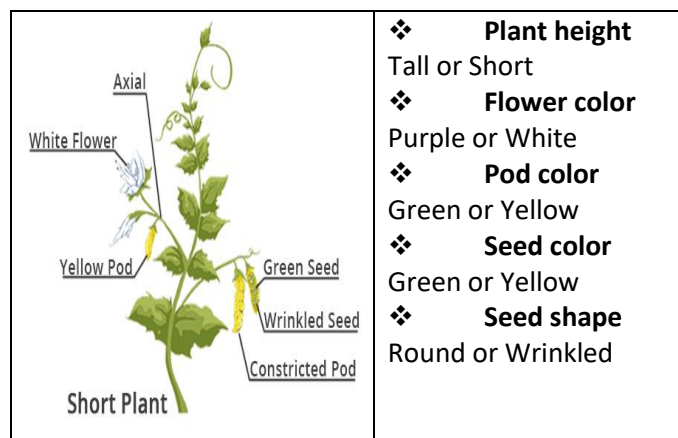 Axial
White Flower
Yellow Pod
Green Seed
Wrinkled Seed
Constricted Pod
Short Plant
❖ Plant height
Tall or Short
❖ Flower color
Purple or White
❖ Pod color
Green or Yellow
❖ Seed color
Green or Yellow
❖ Seed shape
Round or Wrinkled